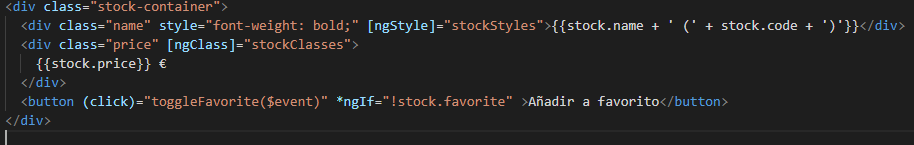 <div class="stock-container">
<div class="name" style="font-weight: bold;" [ngStyle]="stockStyles">{{stock.name + ' (' + stock.code + ')'}}</div>
<div class="price" [ngClass]="stockClasses">
{{stock.price}} €
</div>
<button (click)="toggleFavorite($event)" *ngIf="!stock.favorite" >Añadir a favorito</button>
</div>